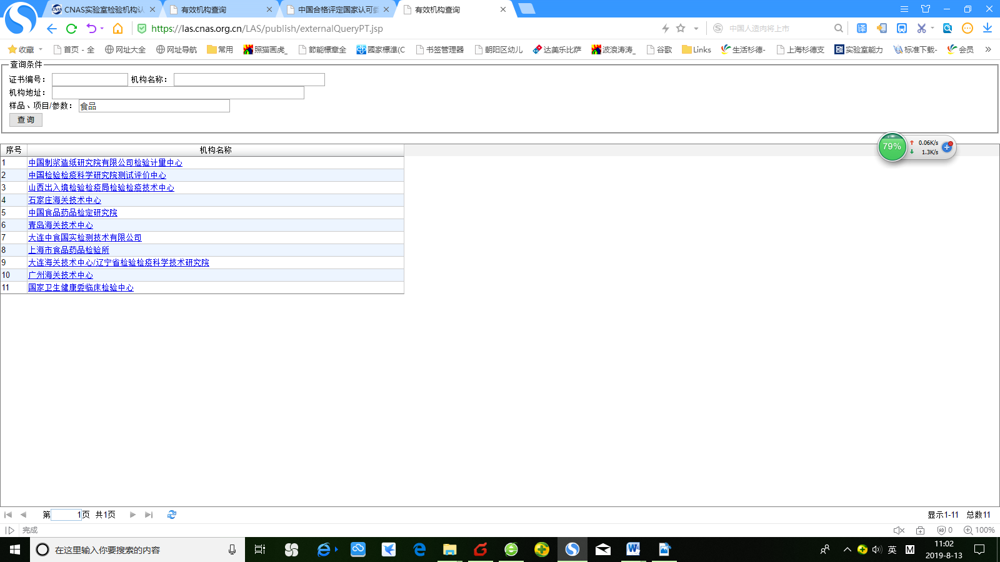 CNAS实验室检验机构认
有效机构查询
中国合格评定国家认可委
有效机构查询
https://las.cnas.org.cn/LAS/publish/externalQueryPT.jsp
中国人造肉将上市
译
收藏
首页 - 全
网址大全
网址导航
常用
照猫画虎_
節能標章全
國家標準(C
书签管理器
朝阳区幼儿
达美乐比萨
波浪涛涛_
谷歌
Links
生活杉德-
上海杉德支
实验室能力
标准下载-
会员
查询条件
证书编号：
机构名称：
机构地址：
样品、项目/参数：
食品
查 询
序号
机构名称
1
中国制浆造纸研究院有限公司检验计量中心
2
中国检验检疫科学研究院测试评价中心
3
山西出入境检验检疫局检验检疫技术中心
4
石家庄海关技术中心
5
中国食品药品检定研究院
6
青岛海关技术中心
7
大连中食国实检测技术有限公司
8
上海市食品药品检验所
9
大连海关技术中心/辽宁省检验检疫科学技术研究院
10
广州海关技术中心
11
国家卫生健康委临床检验中心
79%
0.06K/s
1.3K/s
第 1页 共1页
显示1-11 总数11
完成
0
100%
在这里输入你要搜索的内容
英
M
11:02
2019-8-13